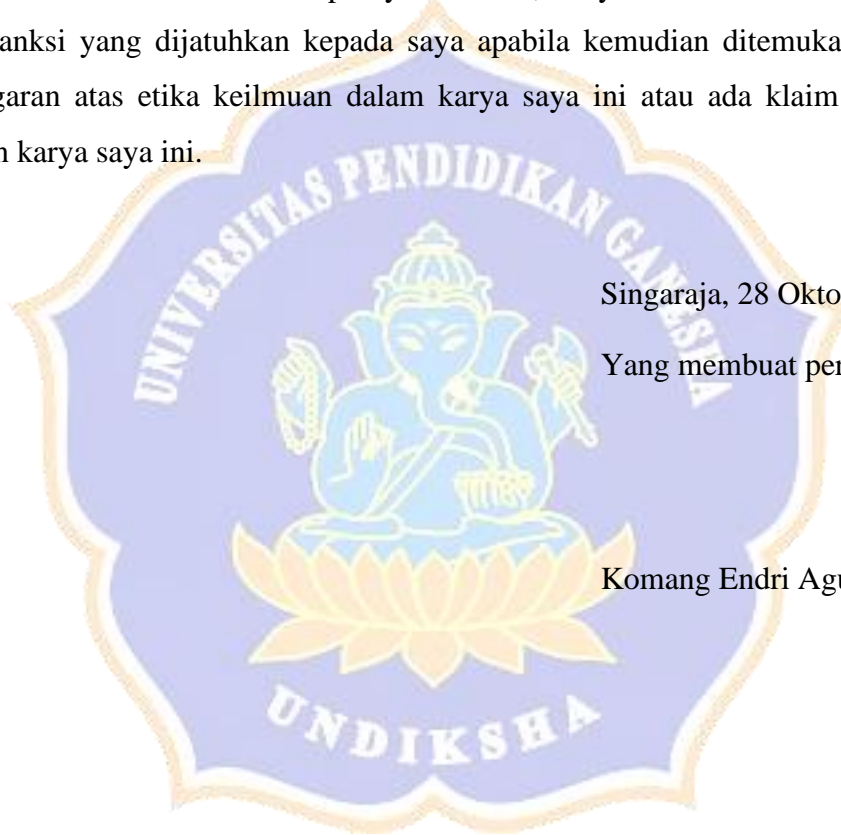 anksi yang dijatuhkan kepada saya apabila kemudian ditemuka
garan atas etika keilmuan dalam karya saya ini atau ada klaim
n karya saya ini.
UNIVERSITAS PENDIDIKAN GANESHA
Singaraja, 28 Okto
Yang membuat per
Komang Endri Agu
UNDIKSHA